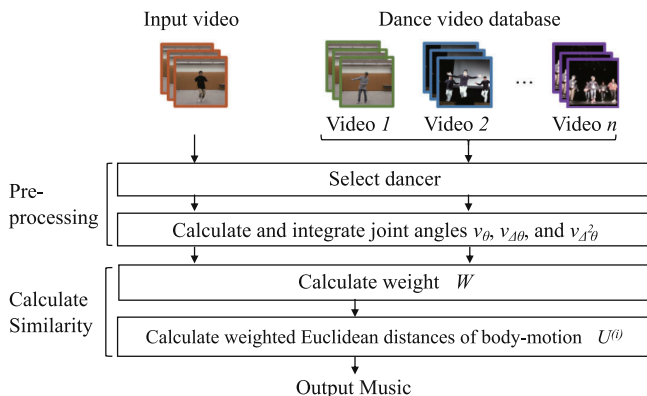 Input video
Dance video database
...
Video 1
Video 2
Video n
Pre-
processing
Select dancer
Calculate and integrate joint angles vθ, vΔθ, and vΔ²θ
Calculate
Similarity
Calculate weight W
Calculate weighted Euclidean distances of body-motion U⁽ⁱ⁾
Output Music